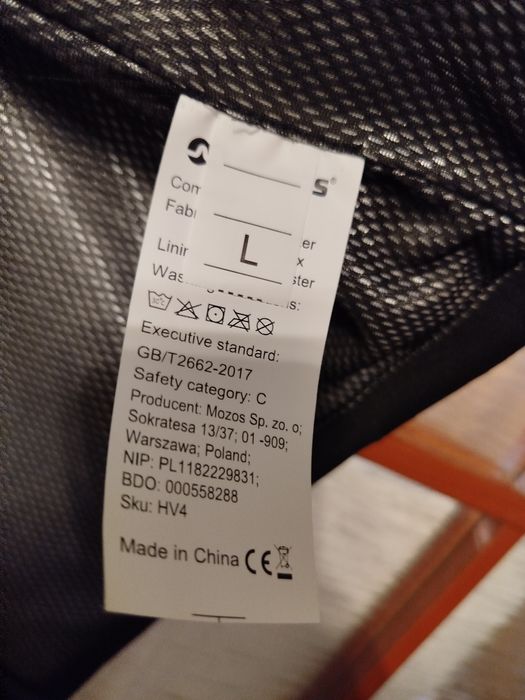 S®
L
Executive standard:
GB/T2662-2017
Safety category: C
Producent: Mozos Sp. zo. o;
Sokratesa 13/37; 01 -909;
Warszawa; Poland;
NIP: PL1182229831;
BDO: 000558288
Sku: HV4
Made in China CE